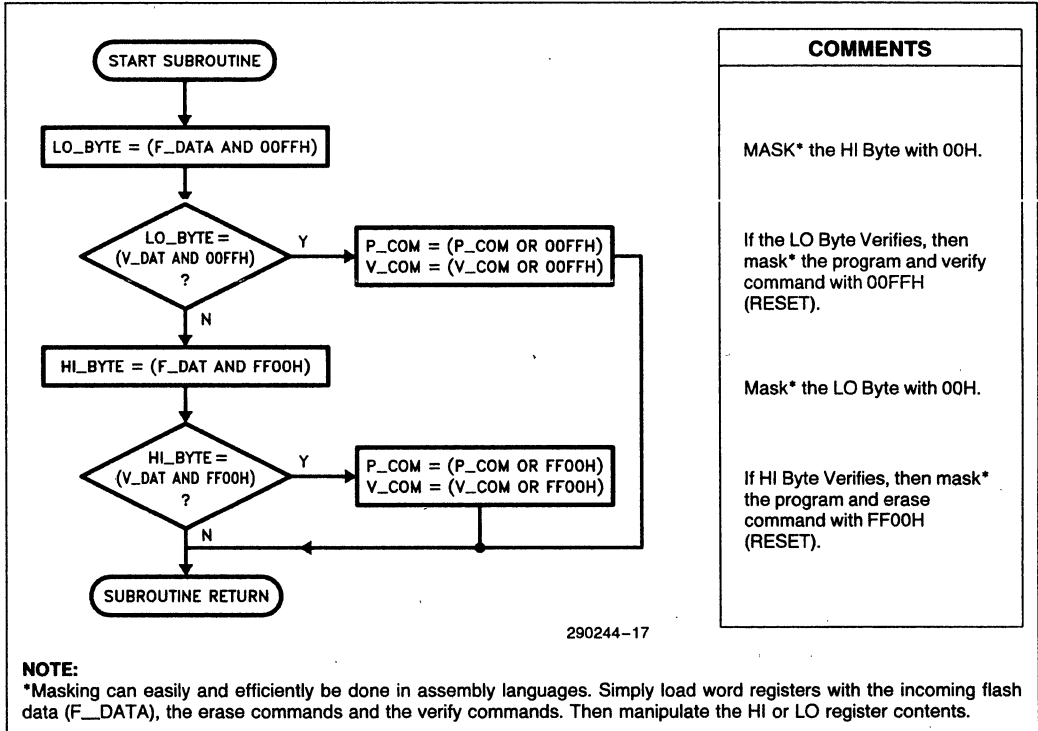 START SUBROUTINE
LO_BYTE = (F_DATA AND 00FFH)
LO_BYTE =
(V_DAT AND 00FFH)
?
Y
P_COM = (P_COM OR 00FFH)
V_COM = (V_COM OR 00FFH)
N
HI_BYTE = (F_DAT AND FF00H)
HI_BYTE =
(V_DAT AND FF00H)
?
Y
P_COM = (P_COM OR FF00H)
V_COM = (V_COM OR FF00H)
N
SUBROUTINE RETURN
COMMENTS
MASK* the HI Byte with 00H.
If the LO Byte Verifies, then
mask* the program and verify
command with 00FFH
(RESET).
Mask* the LO Byte with 00H.
If HI Byte Verifies, then mask*
the program and erase
command with FF00H
(RESET).
290244-17
NOTE:
*Masking can easily and efficiently be done in assembly languages. Simply load word registers with the incoming flash
data (F__DATA), the erase commands and the verify commands. Then manipulate the HI or LO register contents.